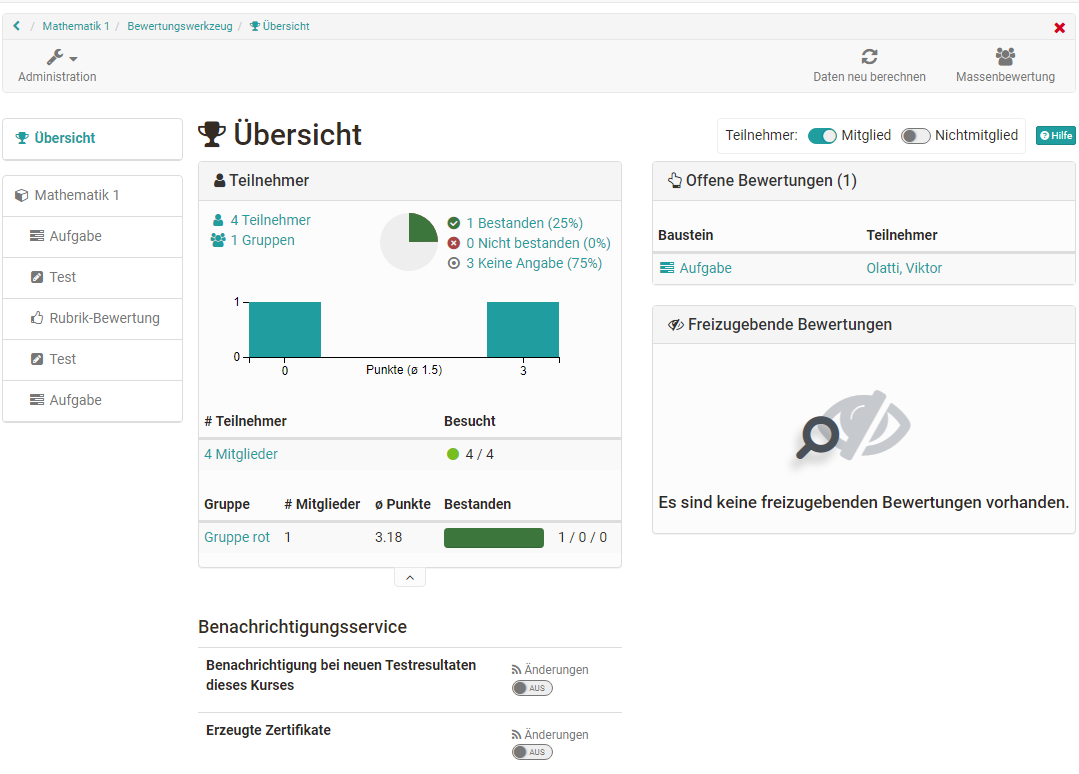 / Mathematik 1 / Bewertungswerkzeug / Übersicht
Administration
Daten neu berechnen
Massenbewertung
Übersicht
Mathematik 1
Aufgabe
Test
Rubrik-Bewertung
Test
Aufgabe
Übersicht
Teilnehmer: Mitglied Nichtmitglied
Hilfe
Teilnehmer
4 Teilnehmer
1 Gruppen
1 Bestanden (25%)
0 Nicht bestanden (0%)
3 Keine Angabe (75%)
1
0
0 Punkte (ø 1.5) 3
# Teilnehmer Besucht
4 Mitglieder 4 / 4
Gruppe # Mitglieder ø Punkte Bestanden
Gruppe rot 1 3.18 1 / 0 / 0
Benachrichtigungsservice
Benachrichtigung bei neuen Testresultaten
dieses Kurses
Änderungen
AUS
Erzeugte Zertifikate
Änderungen
AUS
Offene Bewertungen (1)
Baustein Teilnehmer
Aufgabe Olatti, Viktor
Freizugebende Bewertungen
Es sind keine freizugebenden Bewertungen vorhanden.